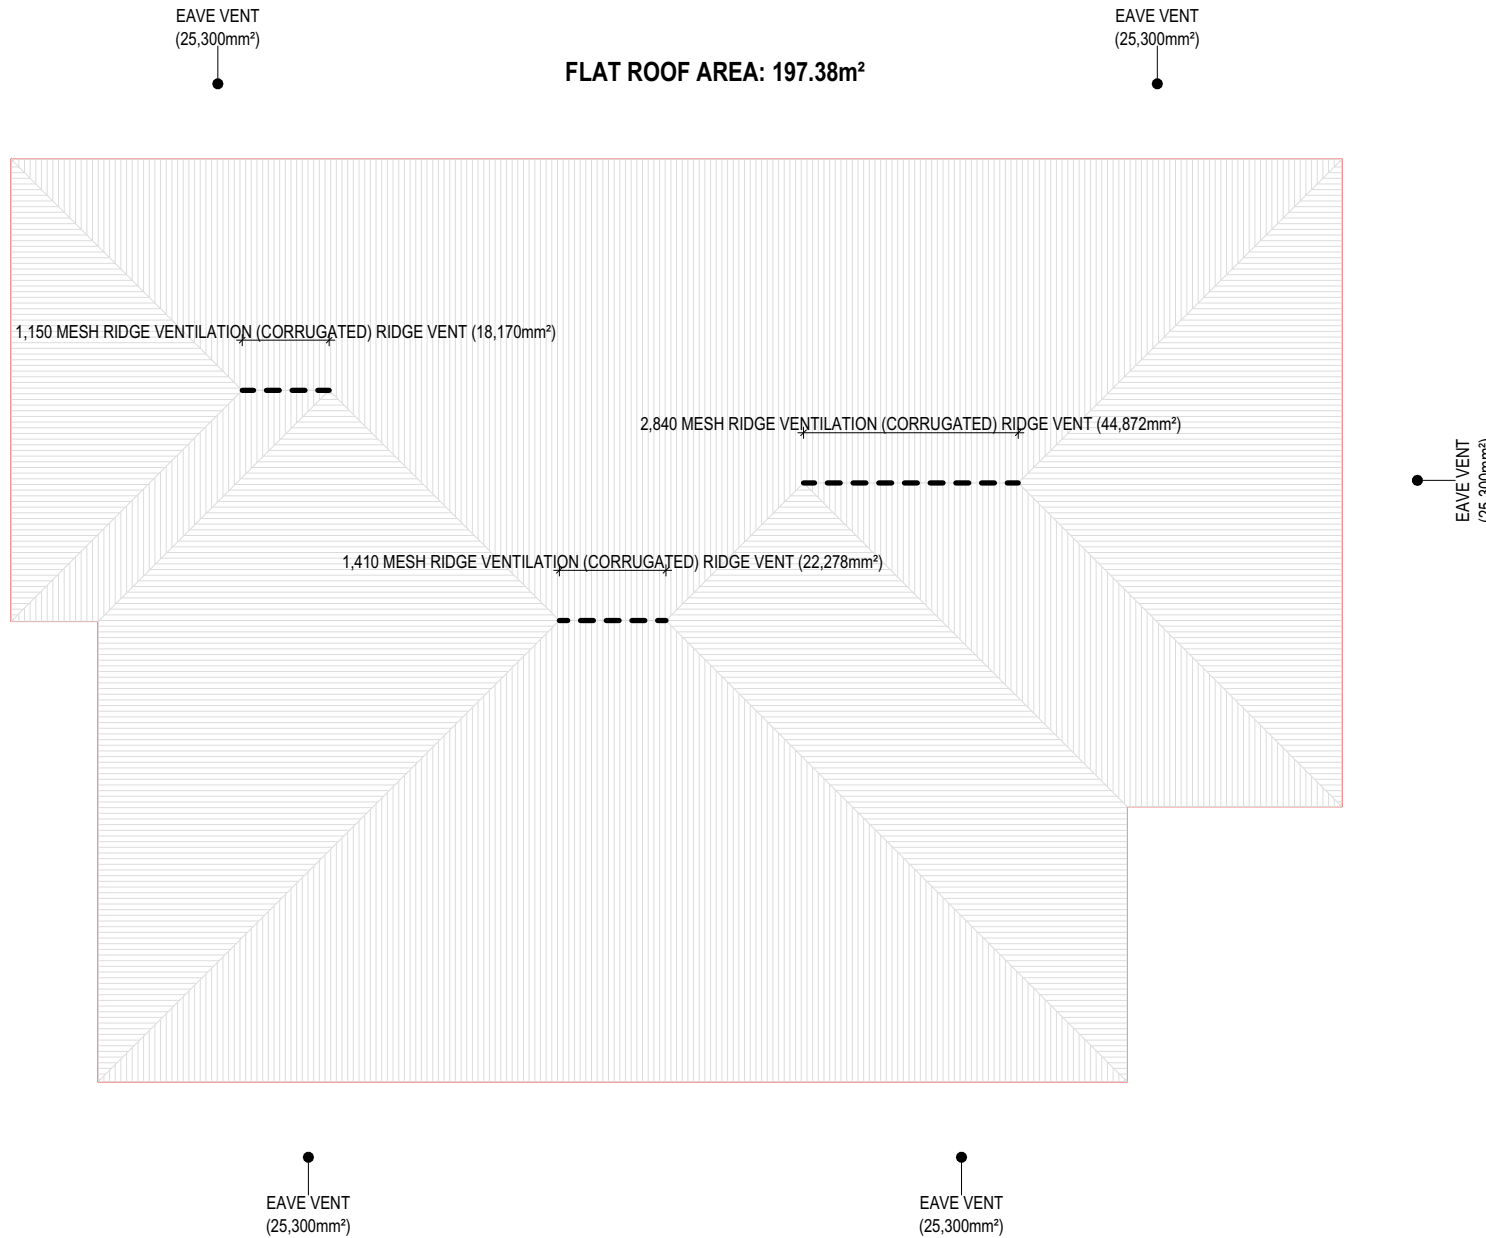 EAVE VENT
(25,300mm²)
EAVE VENT
(25,300mm²)
FLAT ROOF AREA: 197.38m²
1,150 MESH RIDGE VENTILATION (CORRUGATED) RIDGE VENT (18,170mm²)
2,840 MESH RIDGE VENTILATION (CORRUGATED) RIDGE VENT (44,872mm²)
EAVE VENT
(25,300mm²)
1,410 MESH RIDGE VENTILATION (CORRUGATED) RIDGE VENT (22,278mm²)
EAVE VENT
(25,300mm²)
EAVE VENT
(25,300mm²)